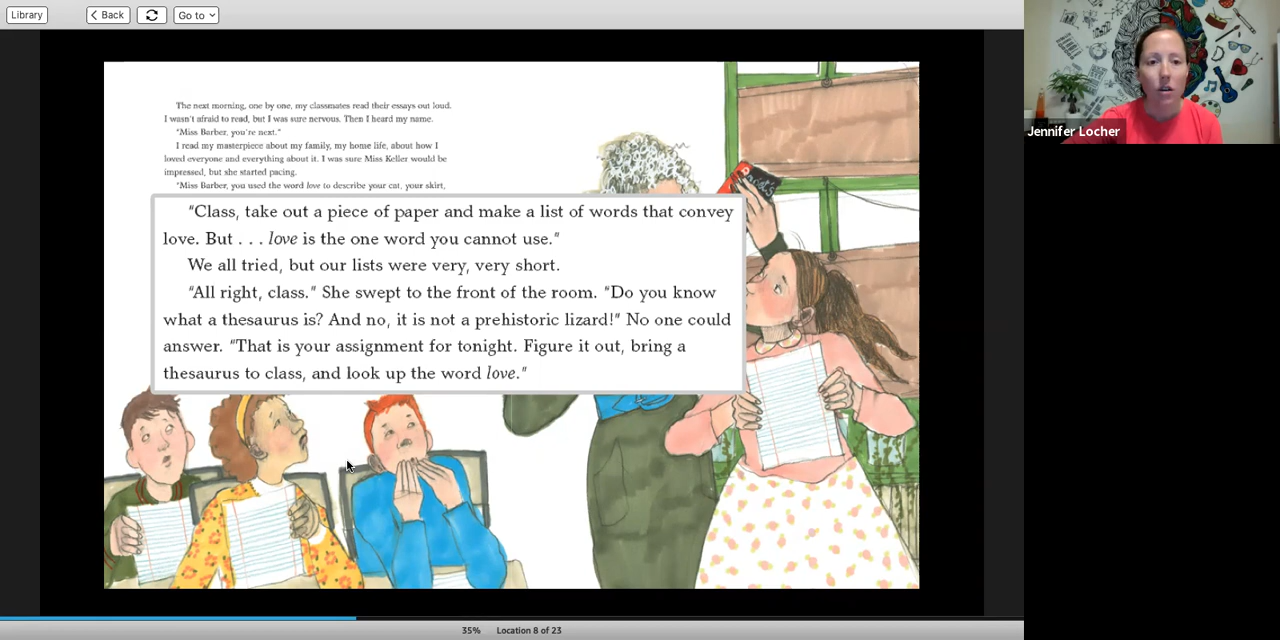 Library
Back
Go to
Jennifer Locher
The next morning, one by one, my classmates read their essays out loud.
I wasn't afraid to read, but I was sure nervous. Then I heard my name.
"Miss Barber, you're next."
I read my masterpiece about my family, my home life, about how I
loved everyone and everything about it. I was sure Miss Keller would be
impressed, but she started pacing.
"Miss Barber, you used the word love to describe your cat, your skirt,
"Class, take out a piece of paper and make a list of words that convey
love. But . . . love is the one word you cannot use."
We all tried, but our lists were very, very short.
"All right, class." She swept to the front of the room. "Do you know
what a thesaurus is? And no, it is not a prehistoric lizard!" No one could
answer. "That is your assignment for tonight. Figure it out, bring a
thesaurus to class, and look up the word love."
35% Location 8 of 23